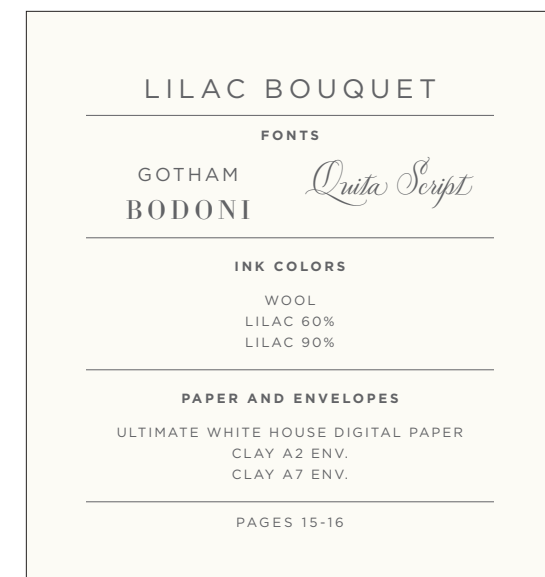 LILAC BOUQUET
FONTS
GOTHAM
BODONI
Quita Script
INK COLORS
WOOL
LILAC 60%
LILAC 90%
PAPER AND ENVELOPES
ULTIMATE WHITE HOUSE DIGITAL PAPER
CLAY A2 ENV.
CLAY A7 ENV.
PAGES 15-16